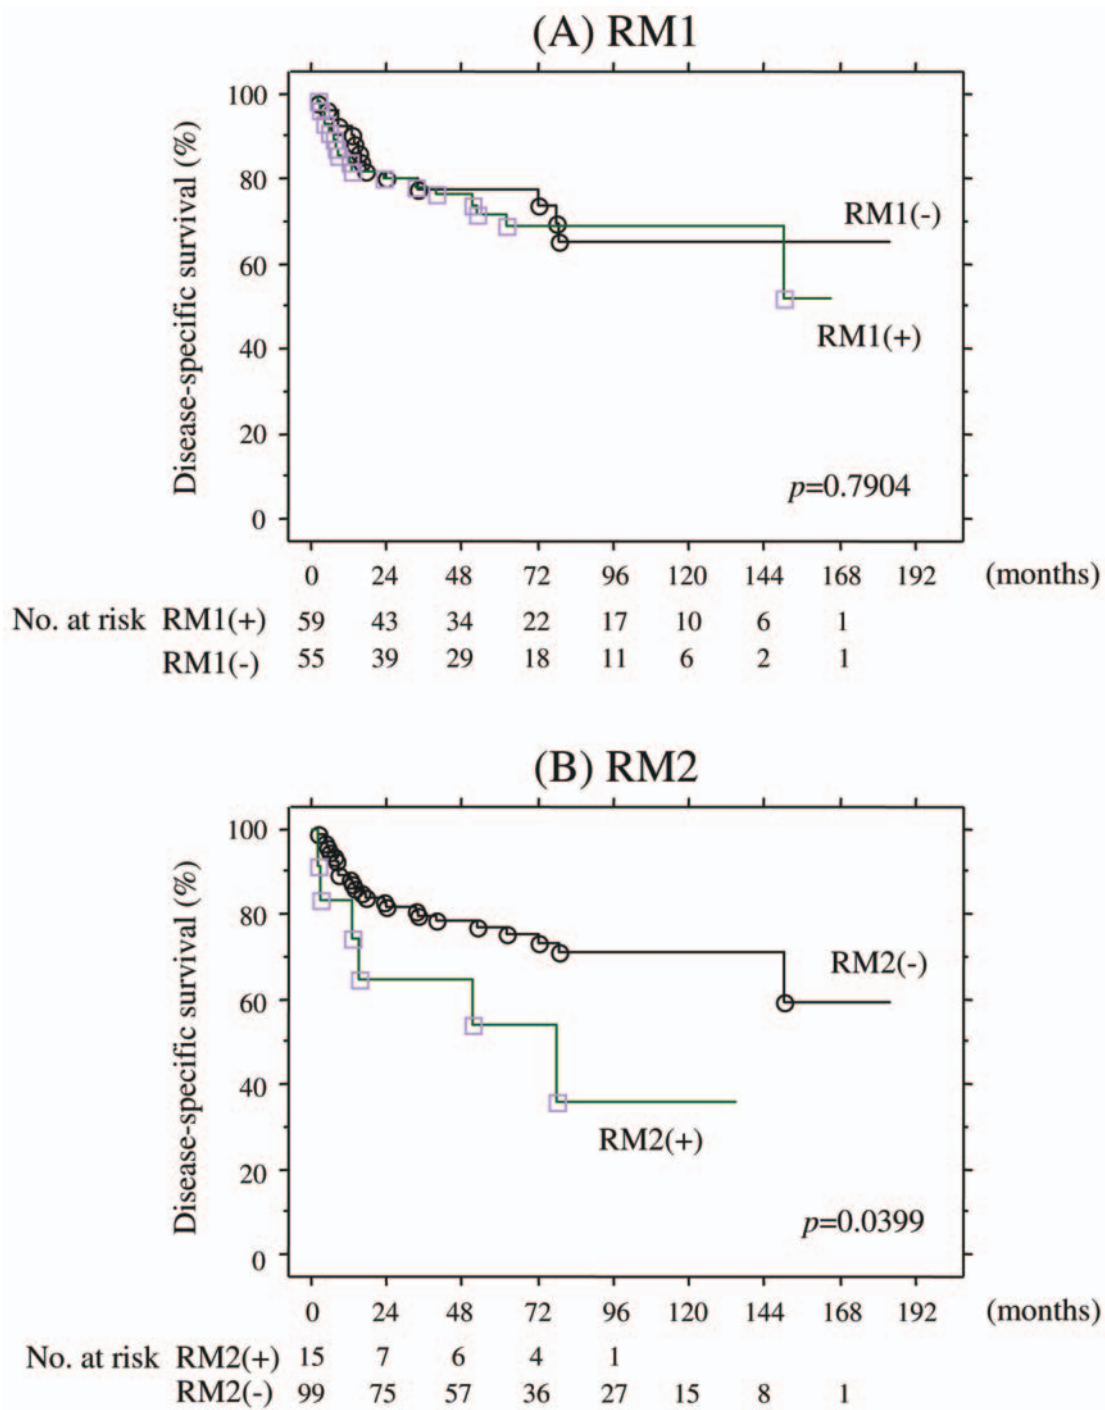 (A) RM1
Disease-specific survival (%)
100
80
60
40
20
0
RM1(-)
RM1(+)
p=0.7904
0 24 48 72 96 120 144 168 192 (months)
No. at risk RM1(+) 59 43 34 22 17 10 6 1
RM1(-) 55 39 29 18 11 6 2 1
(B) RM2
Disease-specific survival (%)
100
80
60
40
20
0
RM2(-)
RM2(+)
p=0.0399
0 24 48 72 96 120 144 168 192 (months)
No. at risk RM2(+) 15 7 6 4 1
RM2(-) 99 75 57 36 27 15 8 1